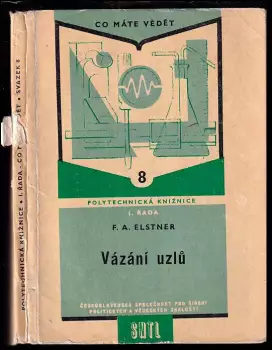 CO MÁTE VĚDĚT
8
POLYTECHNICKÁ KNIŽNICE
I. ŘADA
F. A. ELSTNER
Vázání uzlů
ČESKOSLOVENSKÁ SPOLEČNOST PRO ŠÍŘENÍ
POLITICKÝCH A VĚDECKÝCH ZNALOSTÍ
SNTL
POLYTECHNICKÁ KNIŽNICE • I. ŘADA - CO • SVAZEK 8